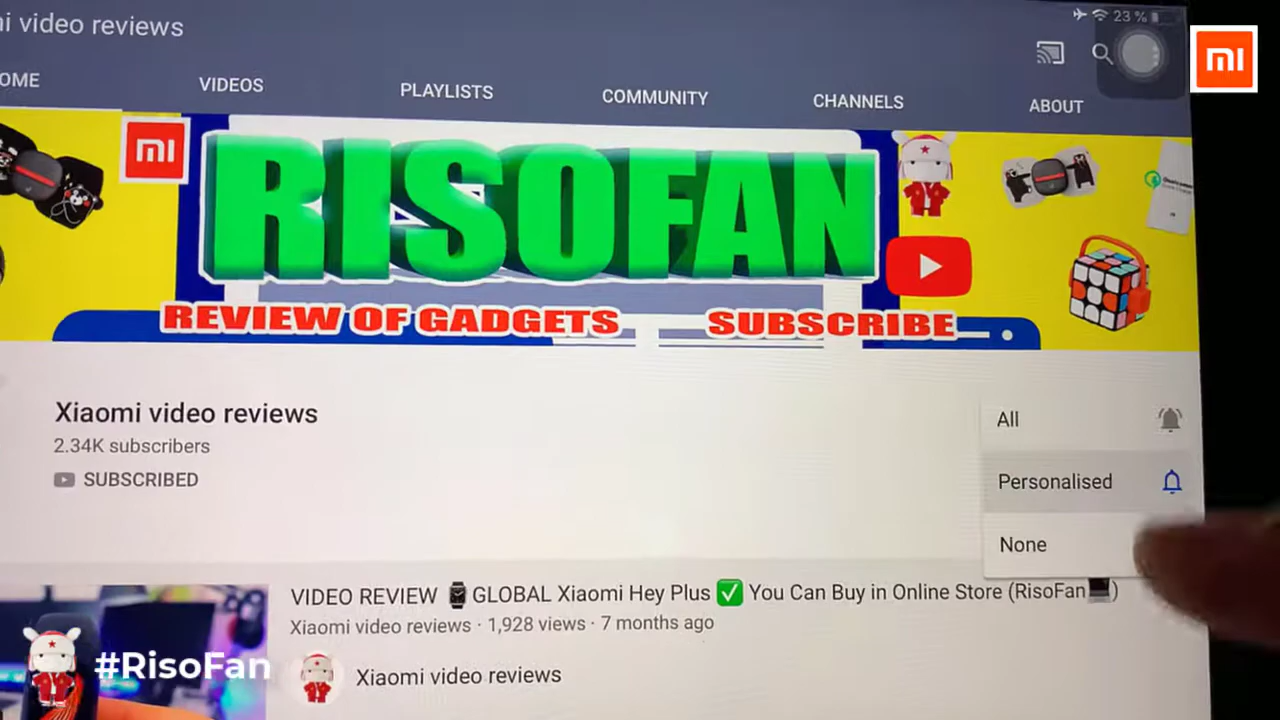 mi video reviews
23 %
OME
VIDEOS
PLAYLISTS
COMMUNITY
CHANNELS
ABOUT
mi
mi
RISOFAN
REVIEW OF GADGETS
SUBSCRIBE
Xiaomi video reviews
2.34K subscribers
SUBSCRIBED
All
Personalised
None
VIDEO REVIEW ⌚ GLOBAL Xiaomi Hey Plus ✅ You Can Buy in Online Store (RisoFan💻)
Xiaomi video reviews · 1,928 views · 7 months ago
Xiaomi video reviews
#RisoFan